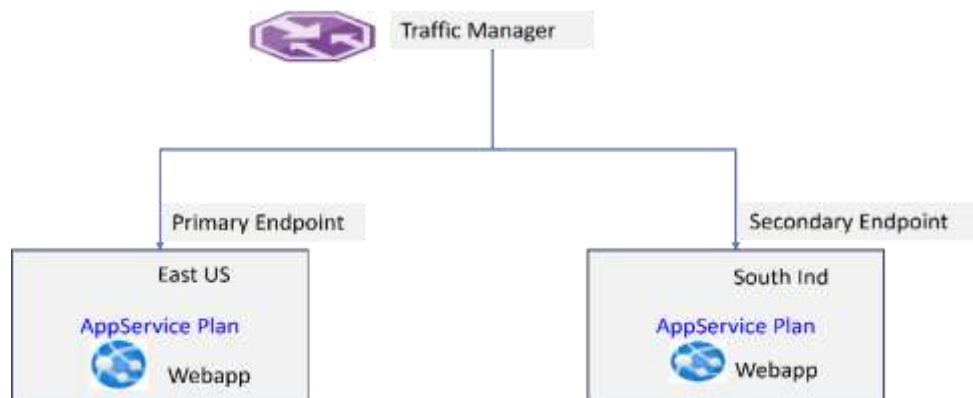 Traffic Manager
Primary Endpoint
Secondary Endpoint
East US
South Ind
AppService Plan
AppService Plan
Webapp
Webapp